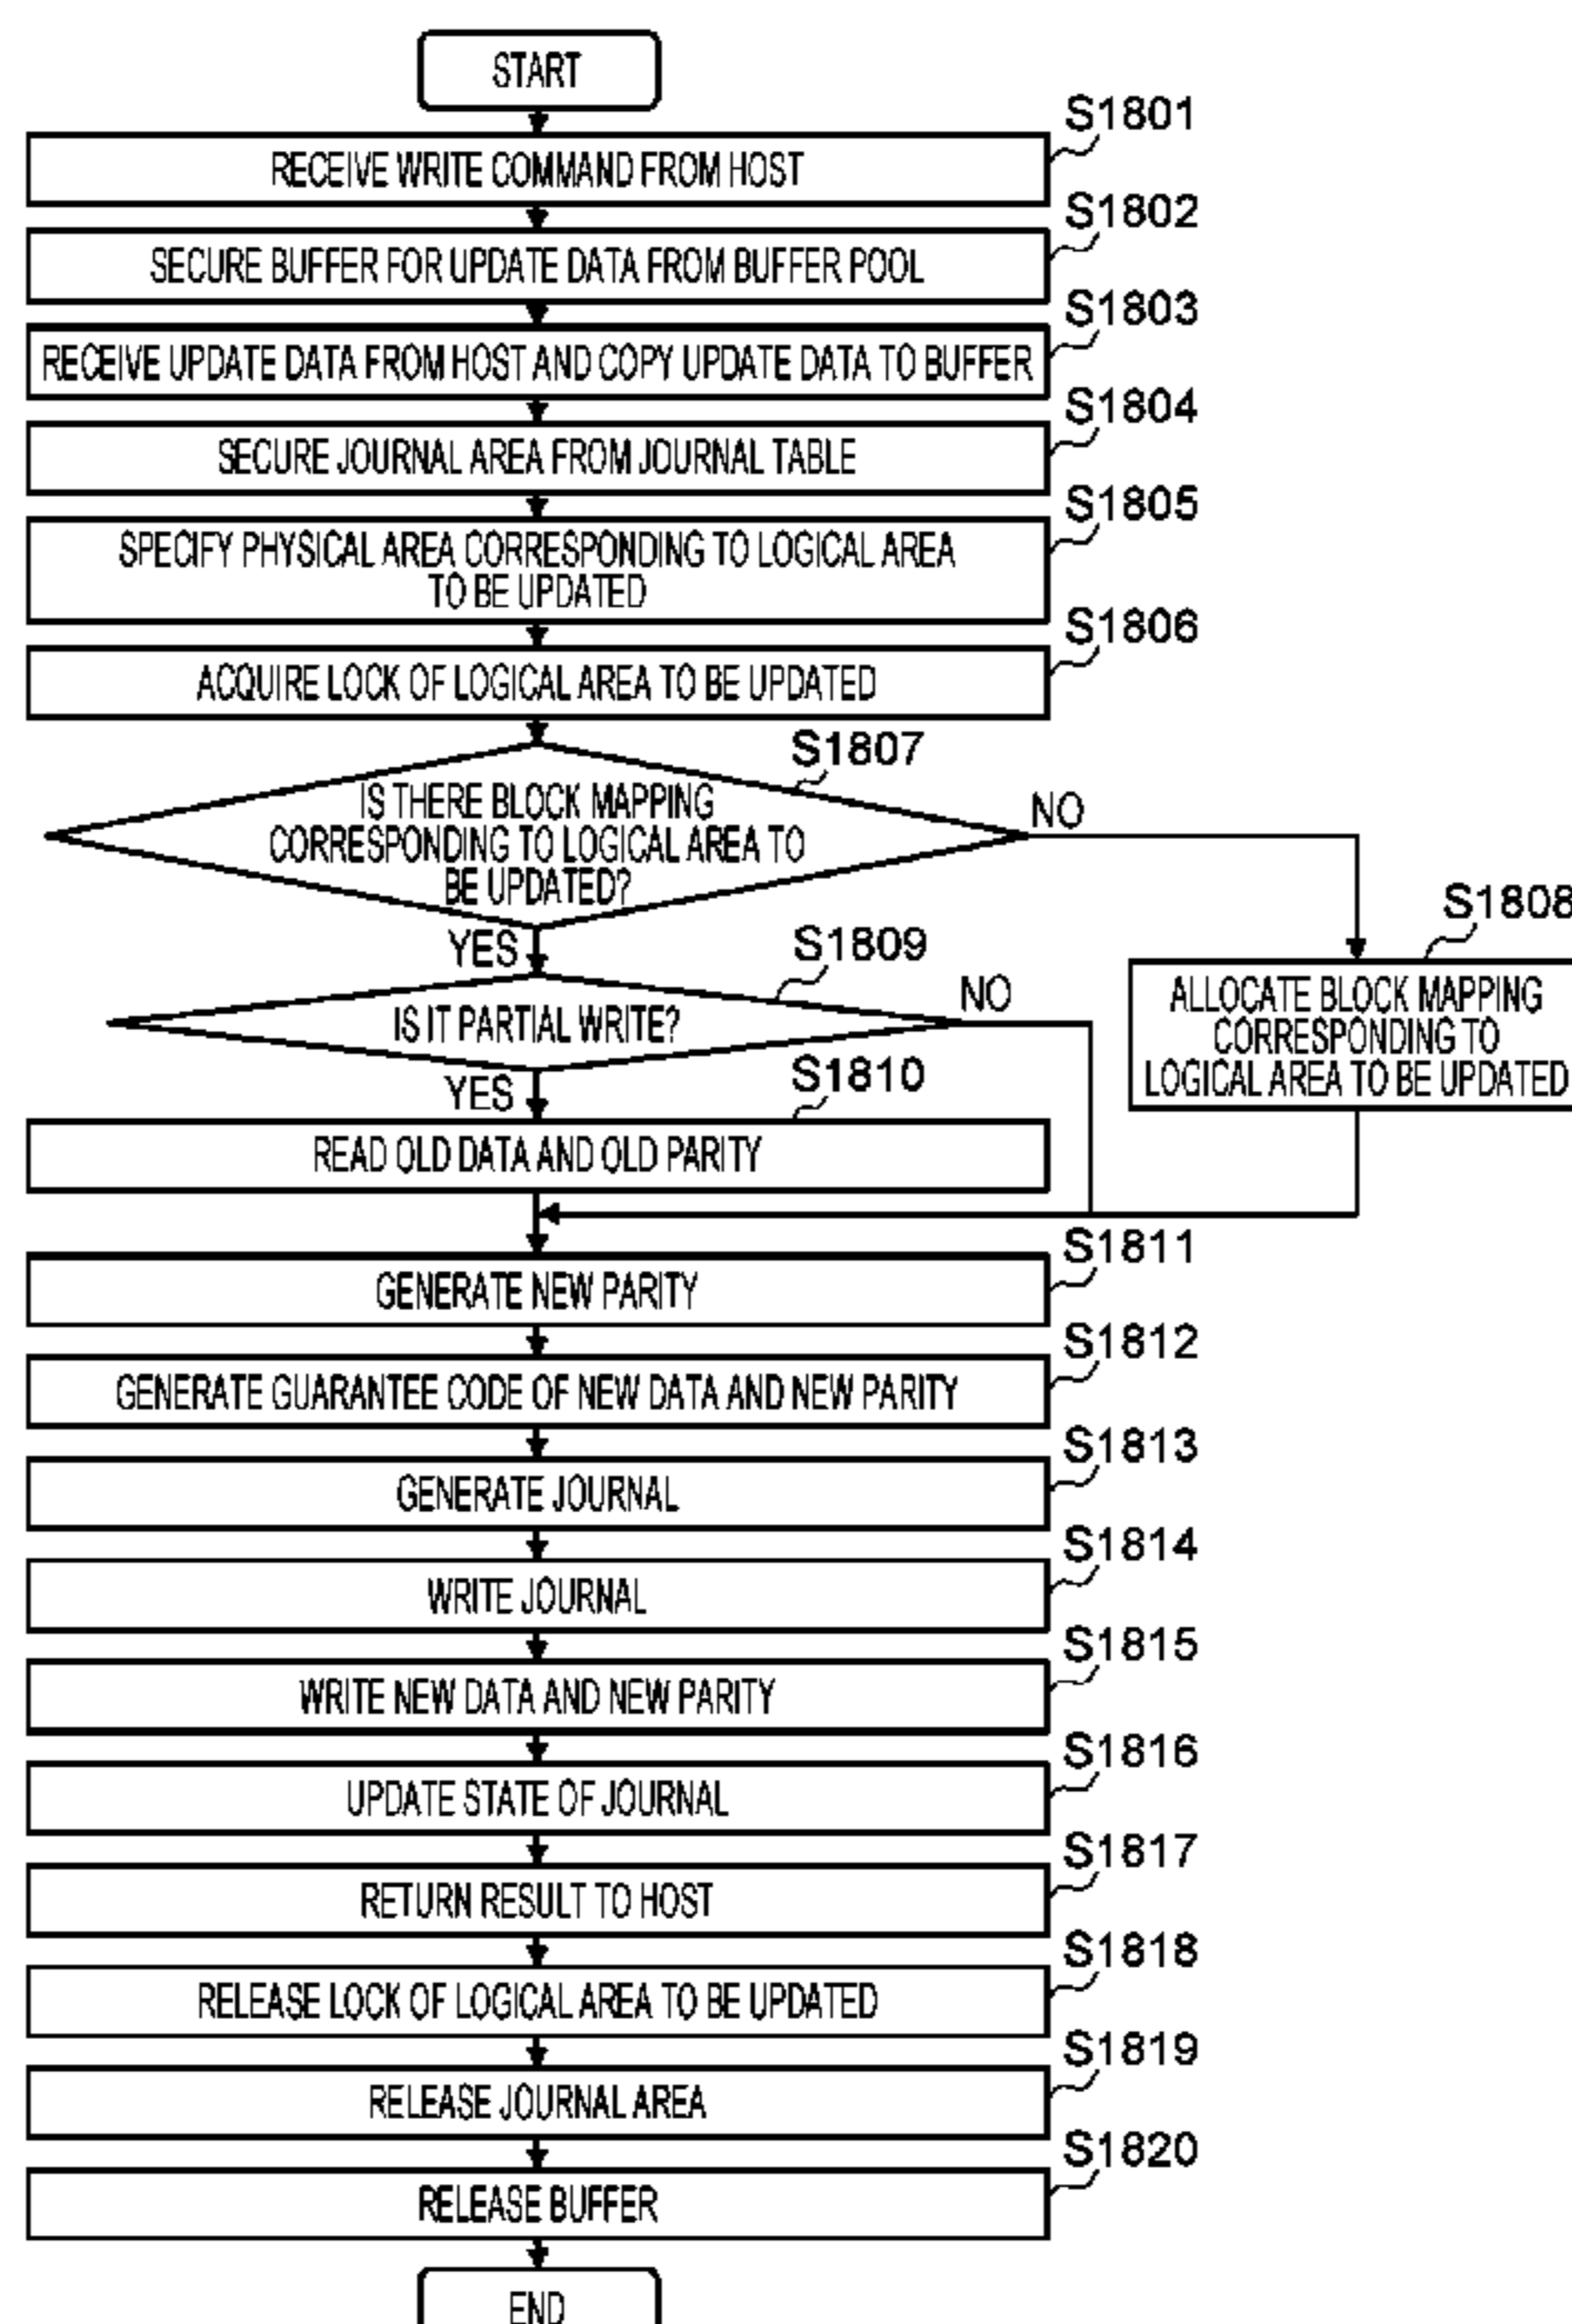 START
S1801
RECEIVE WRITE COMMAND FROM HOST
S1802
SECURE BUFFER FOR UPDATE DATA FROM BUFFER POOL
S1803
RECEIVE UPDATE DATA FROM HOST AND COPY UPDATE DATA TO BUFFER
S1804
SECURE JOURNAL AREA FROM JOURNAL TABLE
S1805
SPECIFY PHYSICAL AREA CORRESPONDING TO LOGICAL AREA
TO BE UPDATED
S1806
ACQUIRE LOCK OF LOGICAL AREA TO BE UPDATED
S1807
IS THERE BLOCK MAPPING
CORRESPONDING TO LOGICAL AREA TO
BE UPDATED?
NO
YES
S1808
ALLOCATE BLOCK MAPPING
CORRESPONDING TO
LOGICAL AREA TO BE UPDATED
S1809
IS IT PARTIAL WRITE?
NO
YES
S1810
READ OLD DATA AND OLD PARITY
S1811
GENERATE NEW PARITY
S1812
GENERATE GUARANTEE CODE OF NEW DATA AND NEW PARITY
S1813
GENERATE JOURNAL
S1814
WRITE JOURNAL
S1815
WRITE NEW DATA AND NEW PARITY
S1816
UPDATE STATE OF JOURNAL
S1817
RETURN RESULT TO HOST
S1818
RELEASE LOCK OF LOGICAL AREA TO BE UPDATED
S1819
RELEASE JOURNAL AREA
S1820
RELEASE BUFFER
END